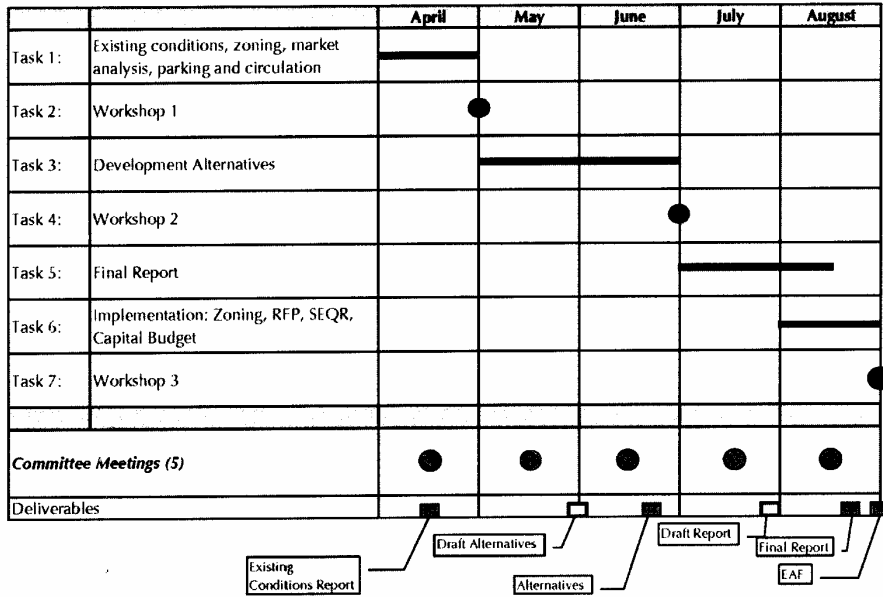 April May June July August
Task 1: Existing conditions, zoning, market
analysis, parking and circulation
Task 2: Workshop 1
Task 3: Development Alternatives
Task 4: Workshop 2
Task 5: Final Report
Task 6: Implementation: Zoning, RFP, SEQR,
Capital Budget
Task 7: Workshop 3
Committee Meetings (5)
Deliverables
Existing
Conditions Report
Draft Alternatives
Alternatives
Draft Report
Final Report
EAF